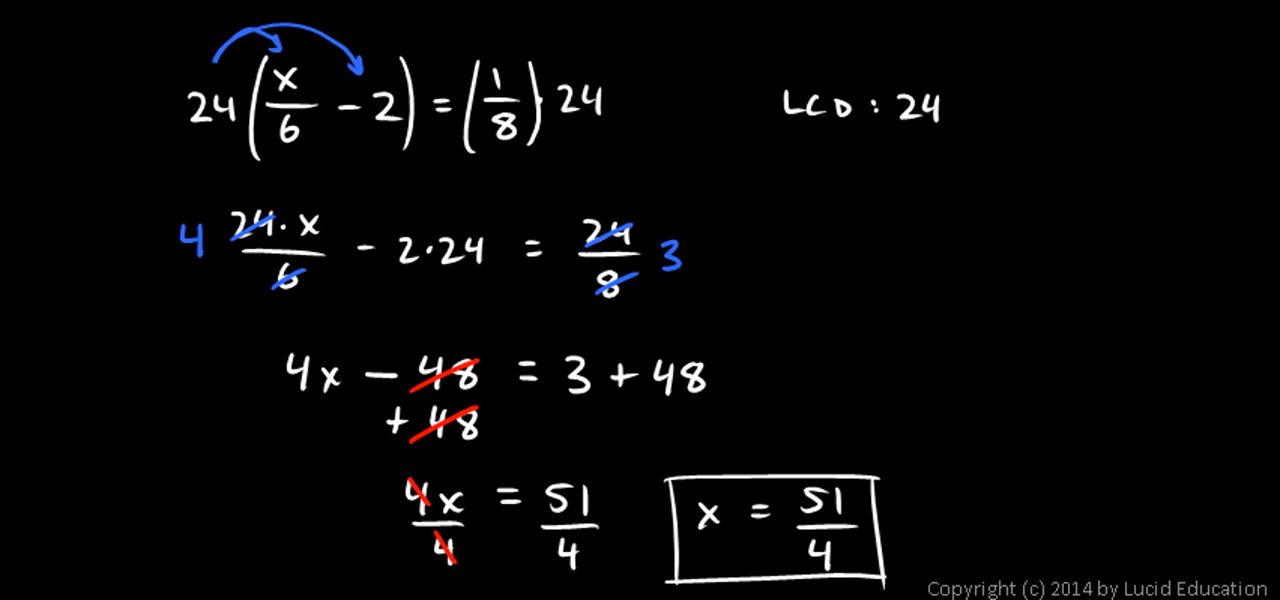 24(x/6 - 2) = (1/8) 24 LCD : 24
4 24·x/6 - 2·24 = 24/8 3
4x - 48 = 3 + 48
+ 48
4x/4 = 51/4 x = 51/4
Copyright (c) 2014 by Lucid Education